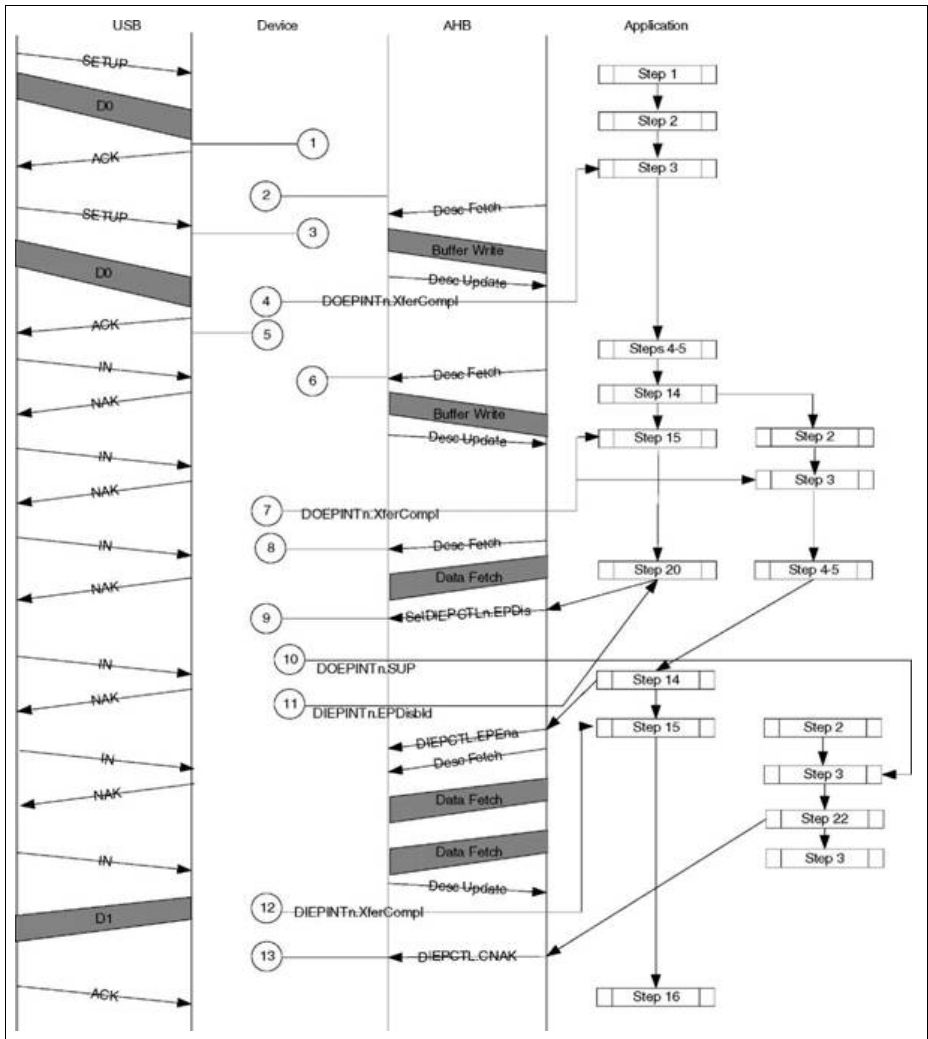 USB Device AHB Application
SETUP
Step 1
D0
Step 2
1
ACK
Step 3
2
Desc Fetch
SETUP
3
Buffer Write
D0
Desc Update
4 DOEPINTn.XferCompl
ACK
5
Steps 4-5
IN
6
Desc Fetch
Step 14
NAK
Buffer Write
Desc Update
Step 15
Step 2
IN
Step 3
NAK
7 DOEPINTn.XferCompl
IN
8
Desc Fetch
Data Fetch
Step 20
Step 4-5
NAK
9
SetDIEPCTLn.EPDis
IN
10
DOEPINTn.SUP
Step 14
NAK
11
DIEPINTn.EPDisbld
Step 15
Step 2
DIEPCTL.EPEna
IN
Desc Fetch
Step 3
NAK
Data Fetch
Step 22
IN
Data Fetch
Step 3
Desc Update
12 DIEPINTn.XferCompl
D1
13
DIEPCTL.CNAK
ACK
Step 16